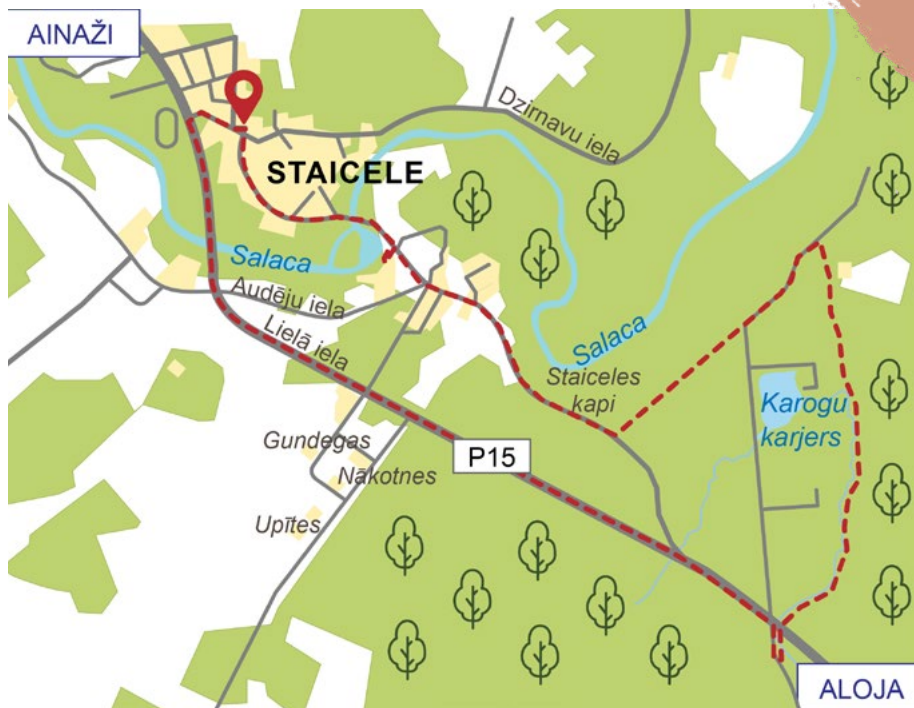 AINAŽI
Dzirnavu iela
STAICELE
Salaca
Audēju iela
Lielā iela
Salaca
Staiceles
kapi
Karogu
karjers
Gundegas
P15
Nākotnes
Upītes
ALOJA